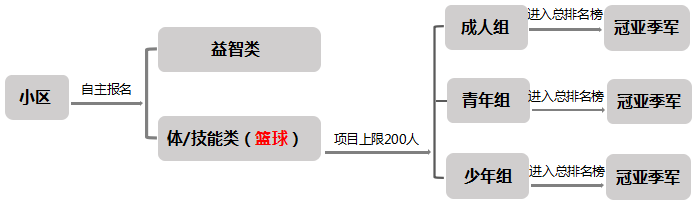 小区
自主报名
益智类
体/技能类（篮球）
项目上限200人
成人组
进入总排名榜
冠亚季军
青年组
进入总排名榜
冠亚季军
少年组
进入总排名榜
冠亚季军